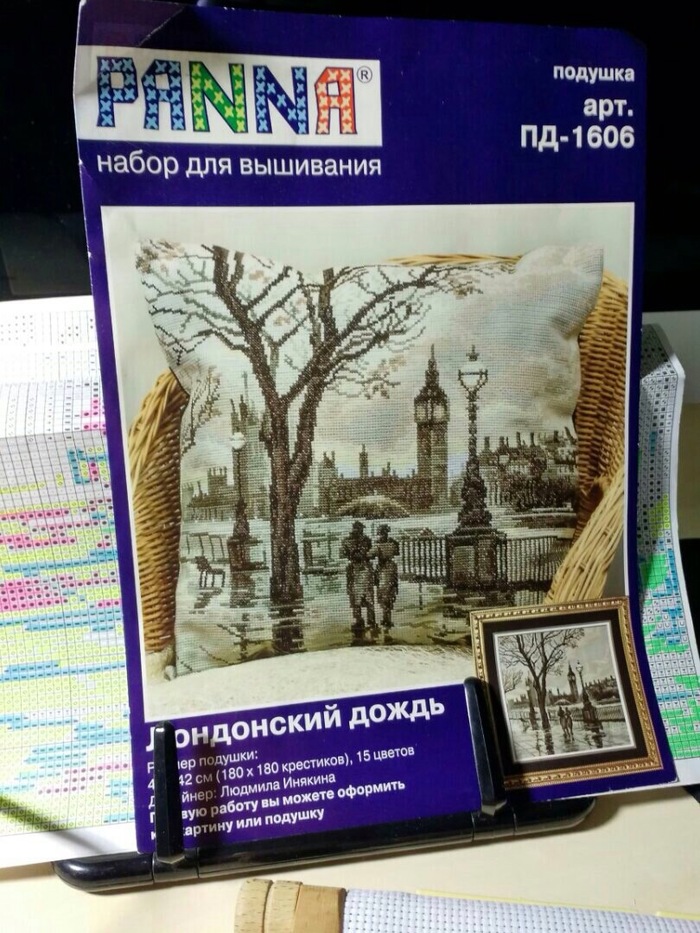 PANNA®
набор для вышивания
подушка
арт.
ПД-1606
Лондонский дождь
подушки:
42 см (180 х 180 крестиков), 15 цветов
Людмила Инякина
работу вы можете оформить
картину или подушку